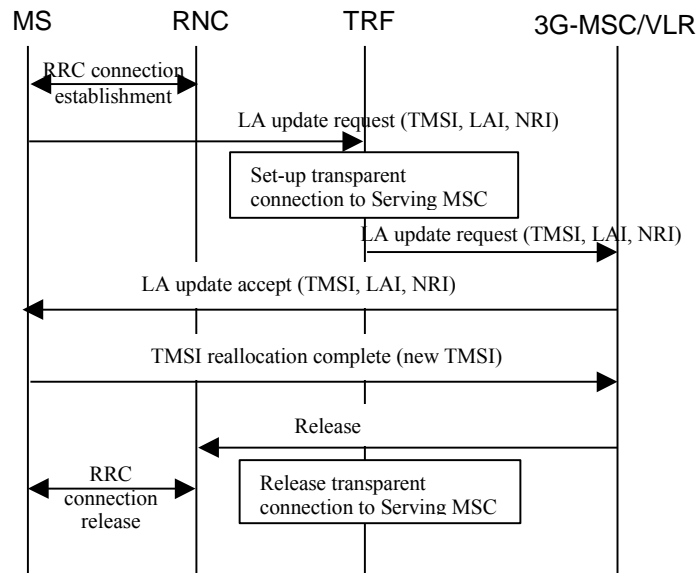 MS RNC TRF 3G-MSC/VLR
RRC connection
establishment
LA update request (TMSI, LAI, NRI)
Set-up transparent
connection to Serving MSC
LA update request (TMSI, LAI, NRI)
LA update accept (TMSI, LAI, NRI)
TMSI reallocation complete (new TMSI)
Release
RRC
connection
release
Release transparent
connection to Serving MSC